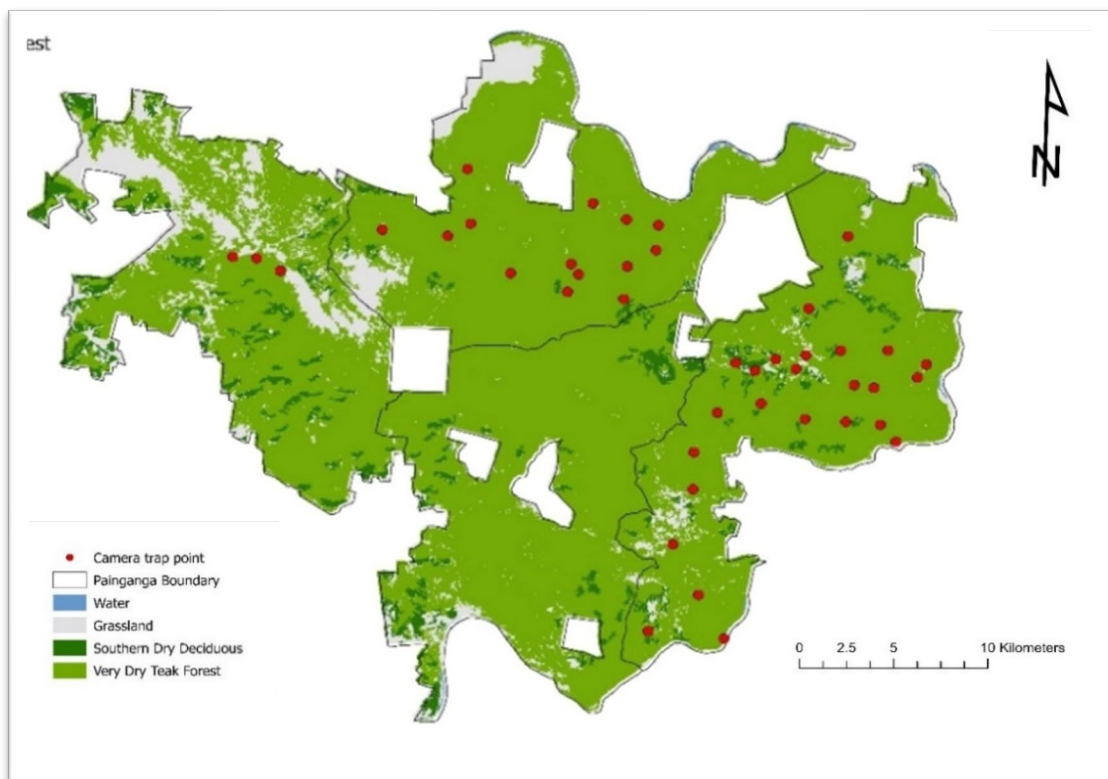 est
N
Camera trap point
Painganga Boundary
Water
Grassland
Southern Dry Deciduous
Very Dry Teak Forest
0 2.5 5 10 Kilometers